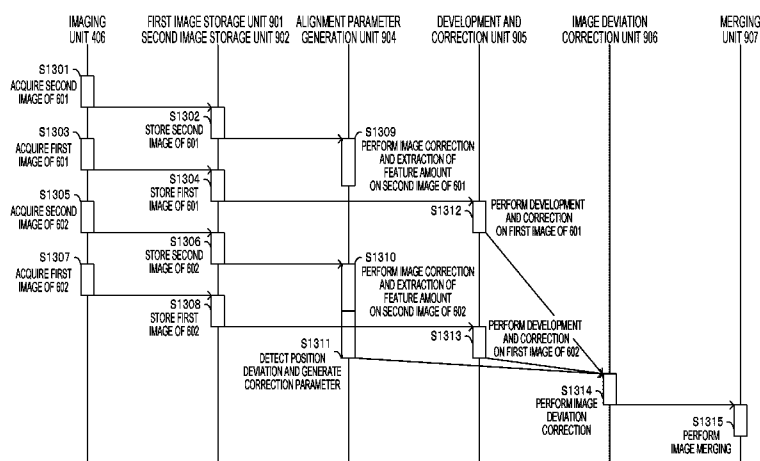 IMAGING
UNIT 406
FIRST IMAGE STORAGE UNIT 901
SECOND IMAGE STORAGE UNIT 902
ALIGNMENT PARAMETER
GENERATION UNIT 904
DEVELOPMENT AND
CORRECTION UNIT 905
IMAGE DEVIATION
CORRECTION UNIT 906
MERGING
UNIT 907
S1301
ACQUIRE SECOND
IMAGE OF 601
S1302
STORE SECOND
IMAGE OF 601
S1303
ACQUIRE FIRST
IMAGE OF 601
S1309
PERFORM IMAGE CORRECTION
AND EXTRACTION OF
FEATURE AMOUNT
ON SECOND IMAGE OF 601
S1304
STORE FIRST
IMAGE OF 601
S1305
ACQUIRE SECOND
IMAGE OF 602
S1312
PERFORM DEVELOPMENT
AND CORRECTION
ON FIRST IMAGE OF 601
S1306
STORE SECOND
IMAGE OF 602
S1307
ACQUIRE FIRST
IMAGE OF 602
S1310
PERFORM IMAGE CORRECTION
AND EXTRACTION OF
FEATURE AMOUNT
ON SECOND IMAGE OF 602
S1308
STORE FIRST
IMAGE OF 602
S1313
PERFORM DEVELOPMENT
AND CORRECTION
ON FIRST IMAGE OF 602
S1311
DETECT POSITION
DEVIATION AND GENERATE
CORRECTION PARAMETER
S1314
PERFORM IMAGE
DEVIATION
CORRECTION
S1315
PERFORM
IMAGE MERGING